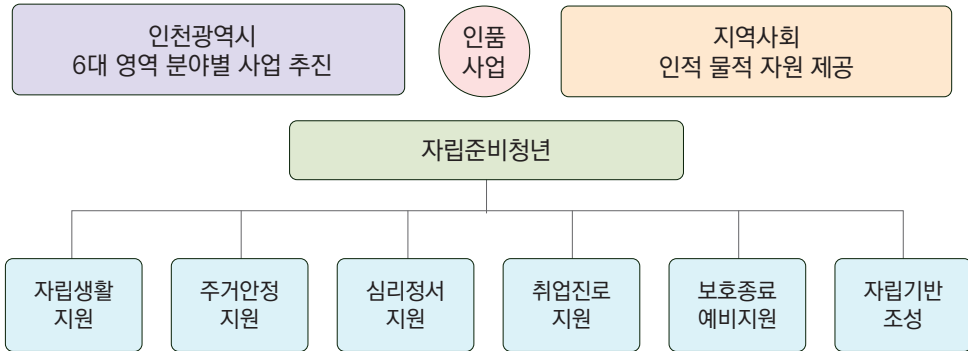 인천광역시
6대 영역 분야별 사업 추진
인품
사업
지역사회
인적 물적 자원 제공
자립준비청년
자립생활
지원
주거안정
지원
심리정서
지원
취업진로
지원
보호종료
예비지원
자립기반
조성